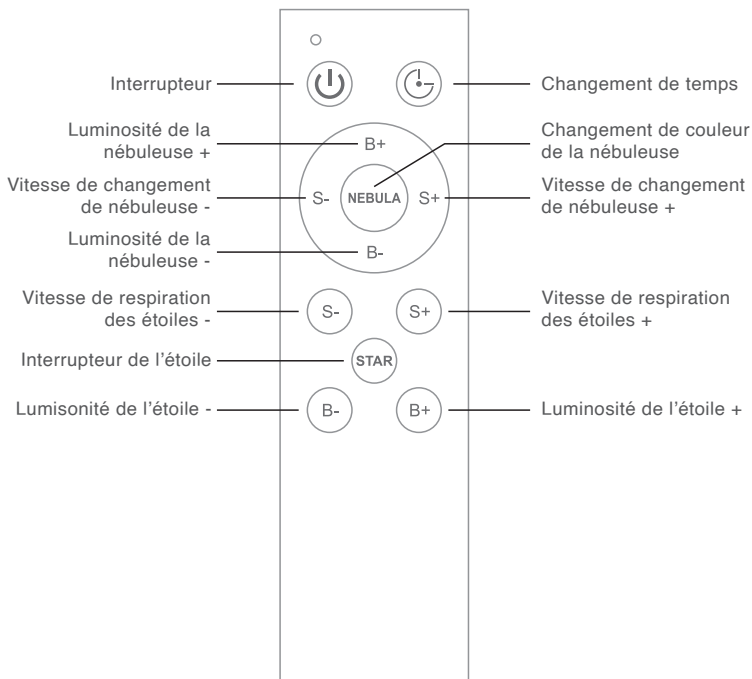 Interrupteur
Changement de temps
Luminosité de la
nébuleuse +
B+
Changement de couleur
de la nébuleuse
Vitesse de changement
de nébuleuse -
S-
NEBULA
S+
Vitesse de changement
de nébuleuse +
Luminosité de la
nébuleuse -
B-
Vitesse de respiration
des étoiles -
S-
S+
Vitesse de respiration
des étoiles +
Interrupteur de l'étoile
STAR
Lumisonité de l'étoile -
B-
B+
Luminosité de l'étoile +